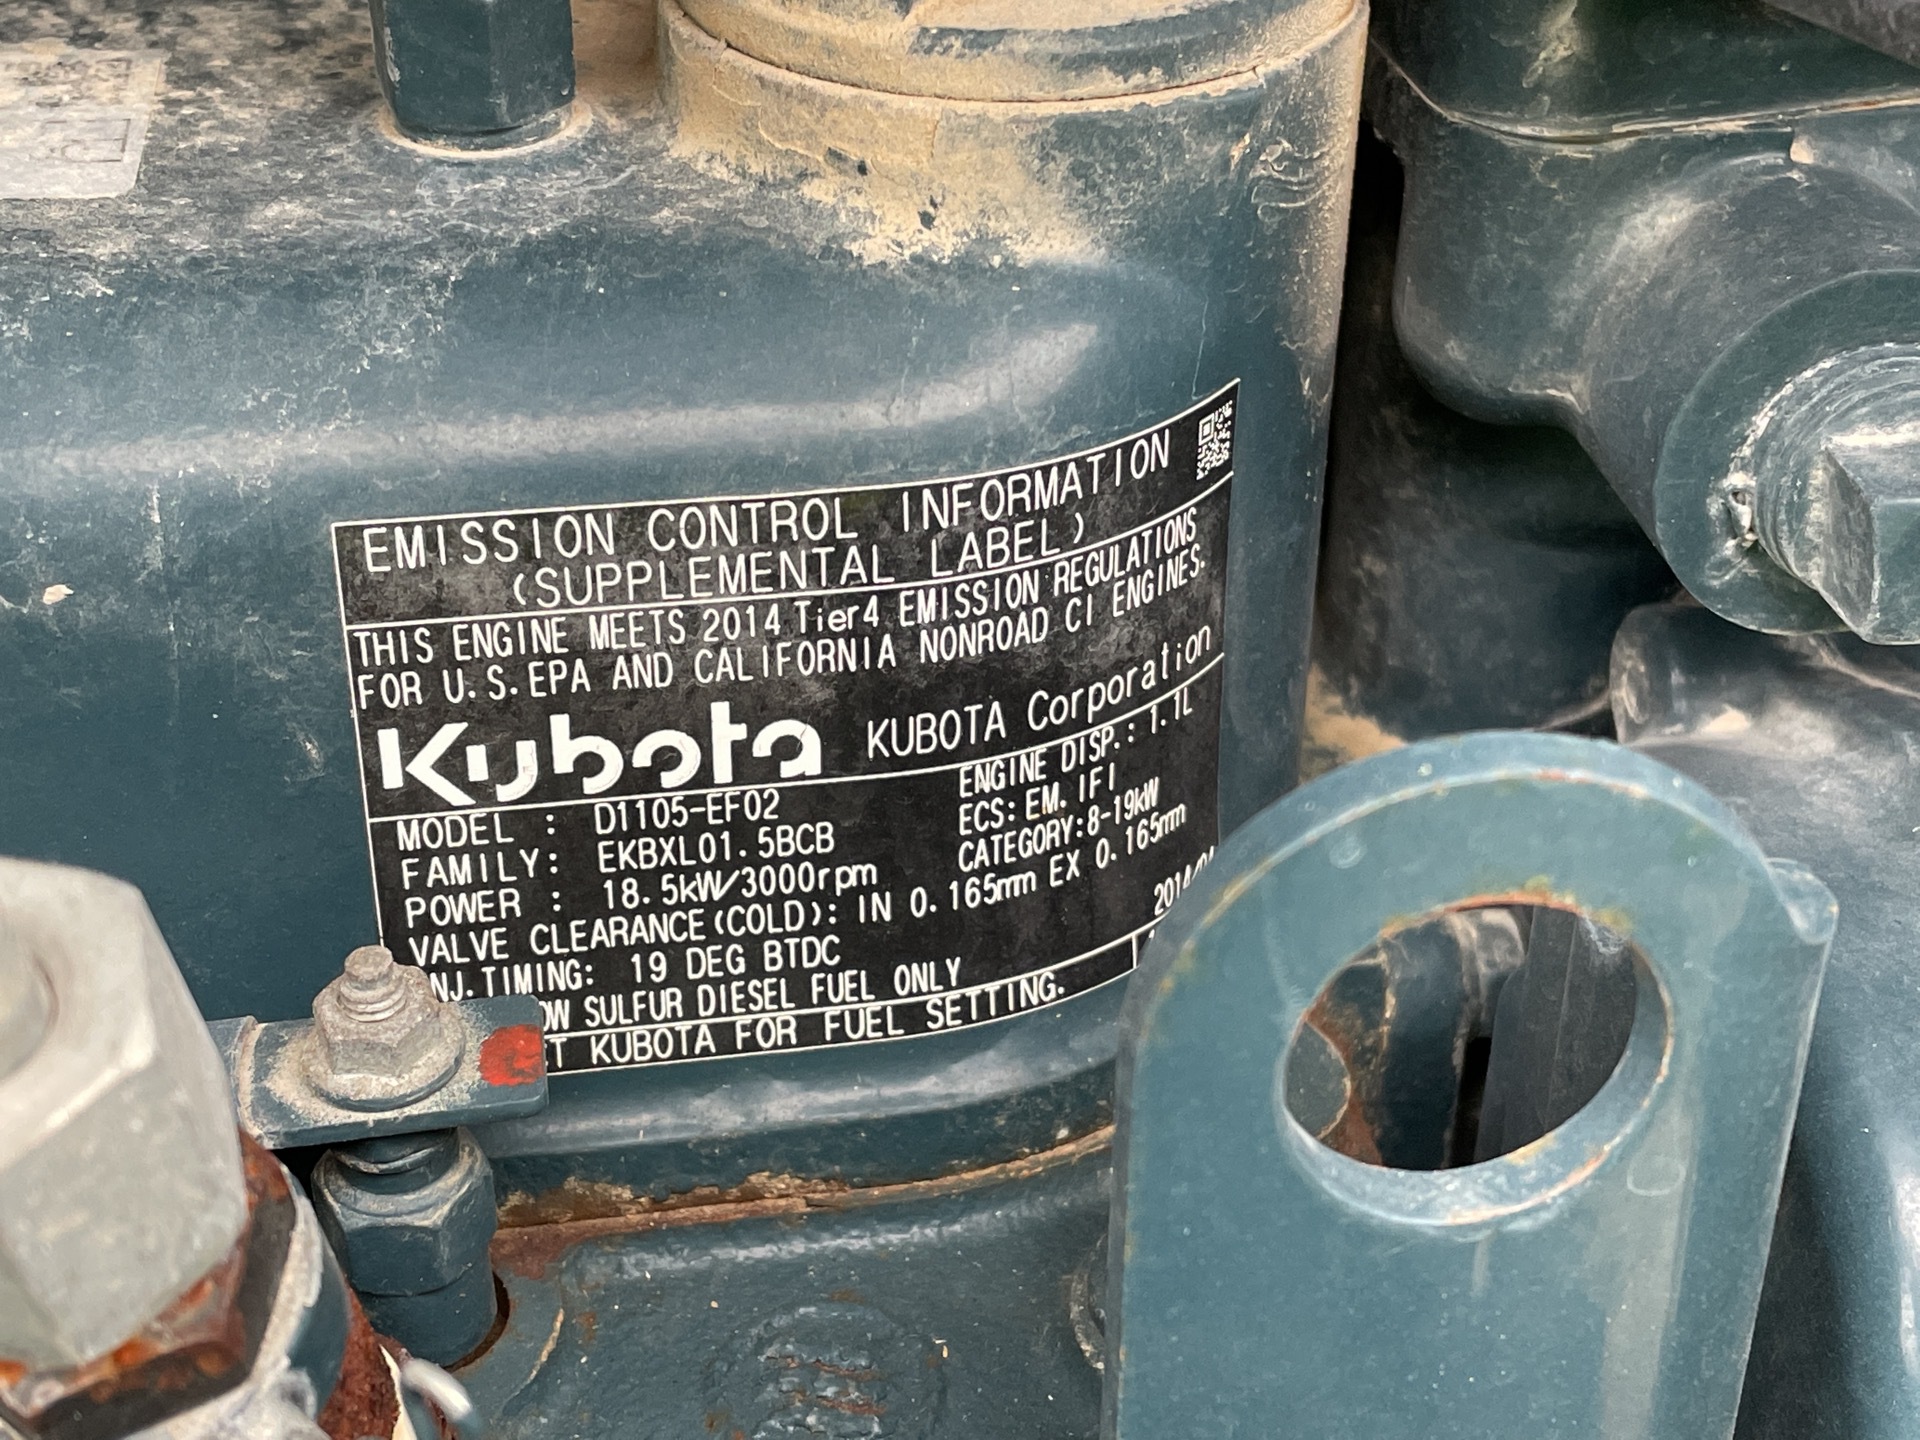 EMISSION CONTROL INFORMATION
(SUPPLEMENTAL LABEL)
THIS ENGINE MEETS 2014 Tier4 EMISSION REGULATIONS
FOR U.S.EPA AND CALIFORNIA NONROAD CI ENGINES.
Kubota KUBOTA Corporation
MODEL : D1105-EF02 ENGINE DISP.: 1.1L
FAMILY: EKBXL01.5BCB ECS: EM. IFI
POWER : 18.5kW/3000rpm CATEGORY:8-19kW
VALVE CLEARANCE(COLD): IN 0.165mm EX 0.165mm
NJ.TIMING: 19 DEG BTDC
SULFUR DIESEL FUEL ONLY
KUBOTA FOR FUEL SETTING.